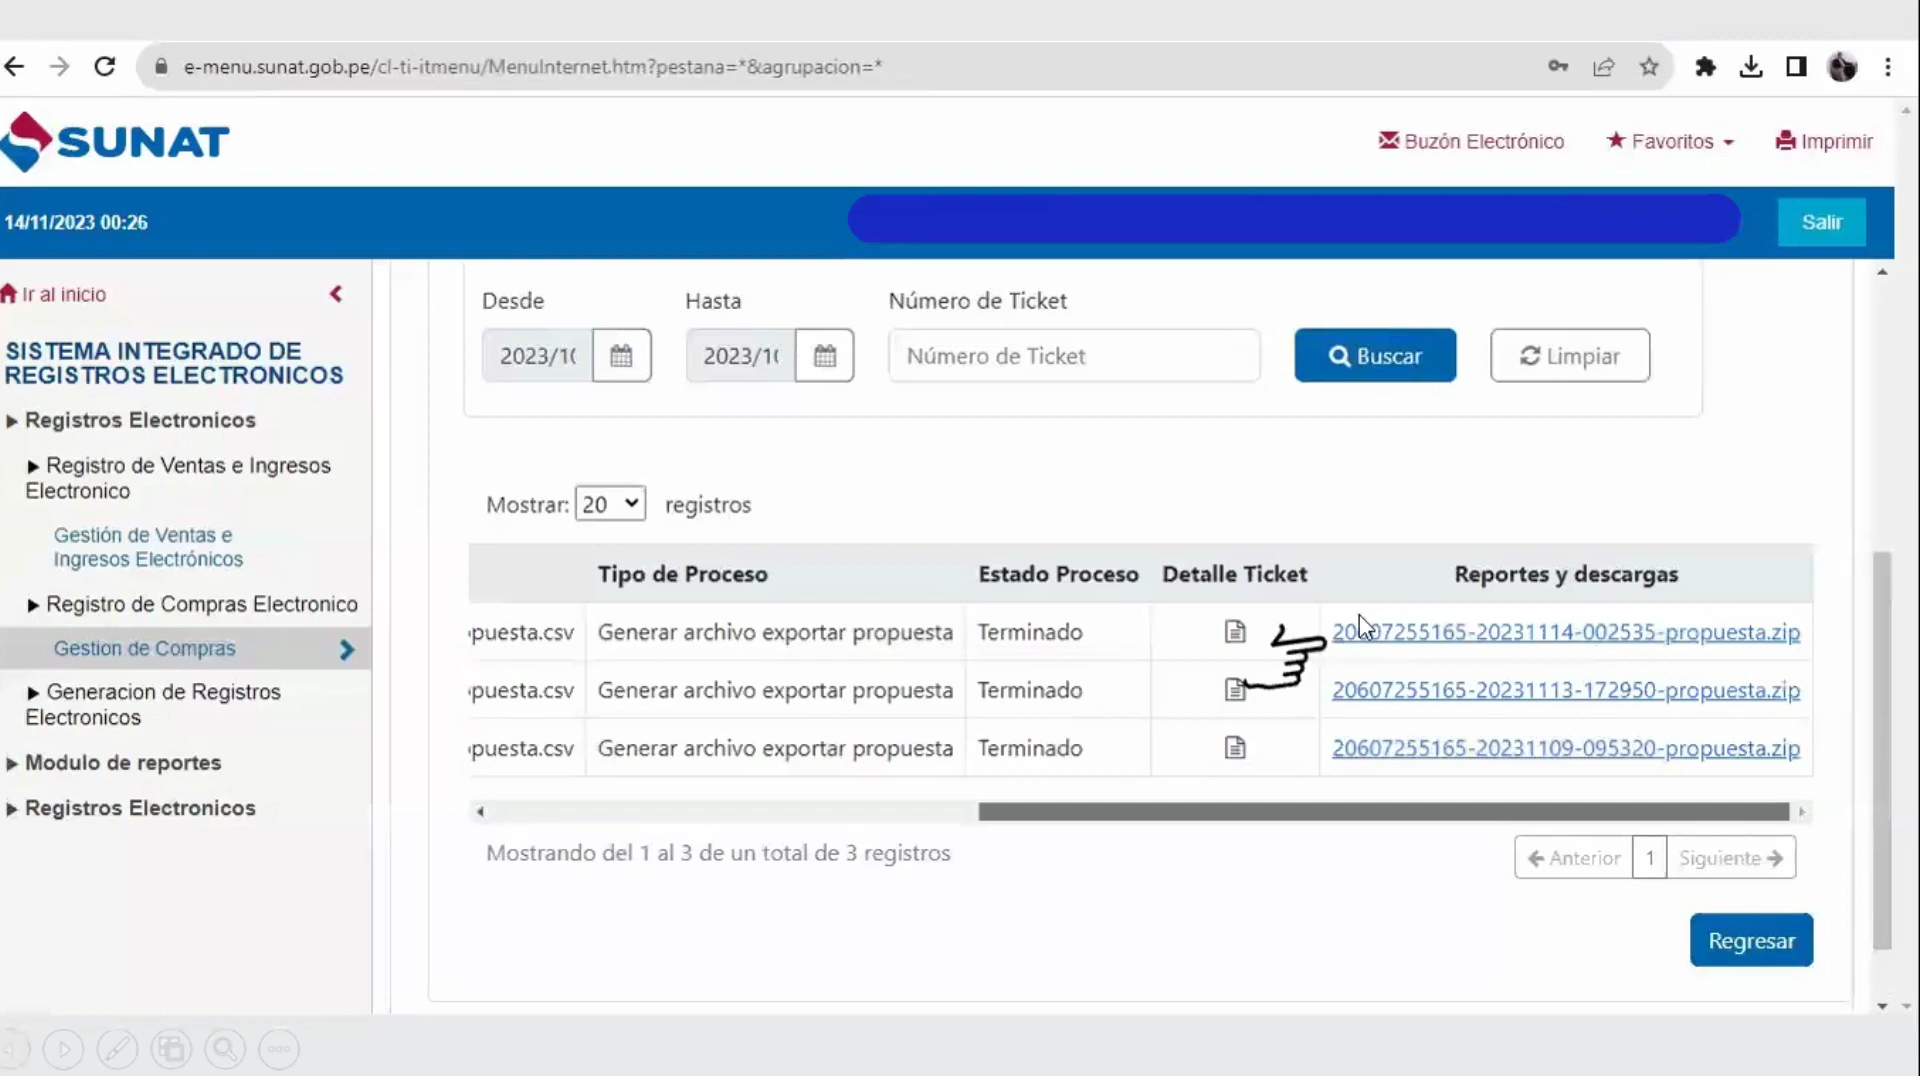 e-menu.sunat.gob.pe/cl-ti-itmenu/MenuInternet.htm?pestana=*&agrupacion=*
SUNAT
Buzón Electrónico
Favoritos
Imprimir
14/11/2023 00:26
Salir
Ir al inicio
SISTEMA INTEGRADO DE
REGISTROS ELECTRONICOS
Registros Electronicos
Registro de Ventas e Ingresos
Electronico
Gestión de Ventas e
Ingresos Electrónicos
Registro de Compras Electronico
Gestion de Compras
Generacion de Registros
Electronicos
Modulo de reportes
Registros Electronicos
Desde
Hasta
Número de Ticket
2023/10
2023/10
Número de Ticket
Buscar
Limpiar
Mostrar: 20 registros
Tipo de Proceso
Estado Proceso
Detalle Ticket
Reportes y descargas
puesta.csv Generar archivo exportar propuesta Terminado 20607255165-20231114-002535-propuesta.zip
puesta.csv Generar archivo exportar propuesta Terminado 20607255165-20231113-172950-propuesta.zip
puesta.csv Generar archivo exportar propuesta Terminado 20607255165-20231109-095320-propuesta.zip
Mostrando del 1 al 3 de un total de 3 registros
Anterior 1 Siguiente
Regresar